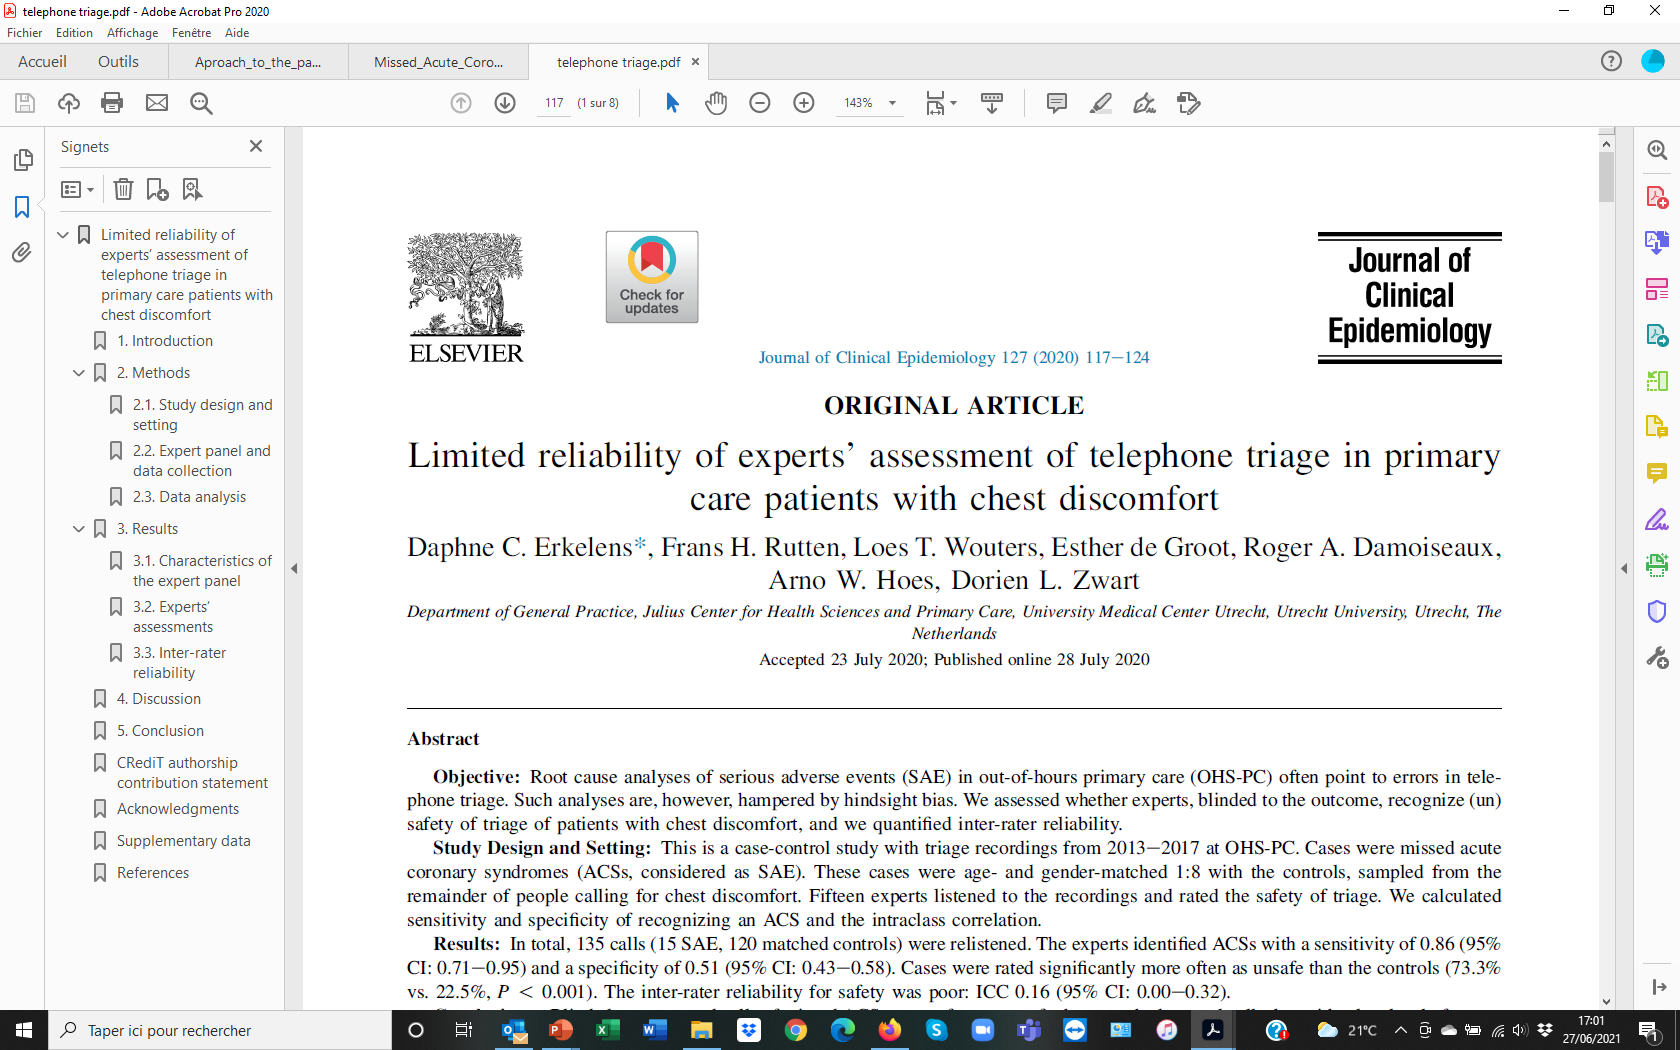 telephone triage.pdf - Adobe Acrobat Pro 2020
Fichier Edition Affichage Fenêtre Aide
Accueil Outils Aproach_to_the_pa... Missed_Acute_Coro... telephone triage.pdf
117 (1 sur 8) 143%
Signets
Limited reliability of
experts' assessment of
telephone triage in
primary care patients with
chest discomfort
1. Introduction
2. Methods
2.1. Study design and
setting
2.2. Expert panel and
data collection
2.3. Data analysis
3. Results
3.1. Characteristics of
the expert panel
3.2. Experts'
assessments
3.3. Inter-rater
reliability
4. Discussion
5. Conclusion
CRediT authorship
contribution statement
Acknowledgments
Supplementary data
References
ELSEVIER
Check for
updates
Journal of
Clinical
Epidemiology
Journal of Clinical Epidemiology 127 (2020) 117–124
ORIGINAL ARTICLE
Limited reliability of experts' assessment of telephone triage in primary
care patients with chest discomfort
Daphne C. Erkelens*, Frans H. Rutten, Loes T. Wouters, Esther de Groot, Roger A. Damoiseaux,
Arno W. Hoes, Dorien L. Zwart
Department of General Practice, Julius Center for Health Sciences and Primary Care, University Medical Center Utrecht, Utrecht University, Utrecht, The
Netherlands
Accepted 23 July 2020; Published online 28 July 2020
Abstract
Objective: Root cause analyses of serious adverse events (SAE) in out-of-hours primary care (OHS-PC) often point to errors in tele-
phone triage. Such analyses are, however, hampered by hindsight bias. We assessed whether experts, blinded to the outcome, recognize (un)
safety of triage of patients with chest discomfort, and we quantified inter-rater reliability.
Study Design and Setting: This is a case-control study with triage recordings from 2013–2017 at OHS-PC. Cases were missed acute
coronary syndromes (ACSs, considered as SAE). These cases were age- and gender-matched 1:8 with the controls, sampled from the
remainder of people calling for chest discomfort. Fifteen experts listened to the recordings and rated the safety of triage. We calculated
sensitivity and specificity of recognizing an ACS and the intraclass correlation.
Results: In total, 135 calls (15 SAE, 120 matched controls) were relistened. The experts identified ACSs with a sensitivity of 0.86 (95%
CI: 0.71–0.95) and a specificity of 0.51 (95% CI: 0.43–0.58). Cases were rated significantly more often as unsafe than the controls (73.3%
vs. 22.5%, P < 0.001). The inter-rater reliability for safety was poor: ICC 0.16 (95% CI: 0.00–0.32).
Taper ici pour rechercher
21°C
17:01
27/06/2021